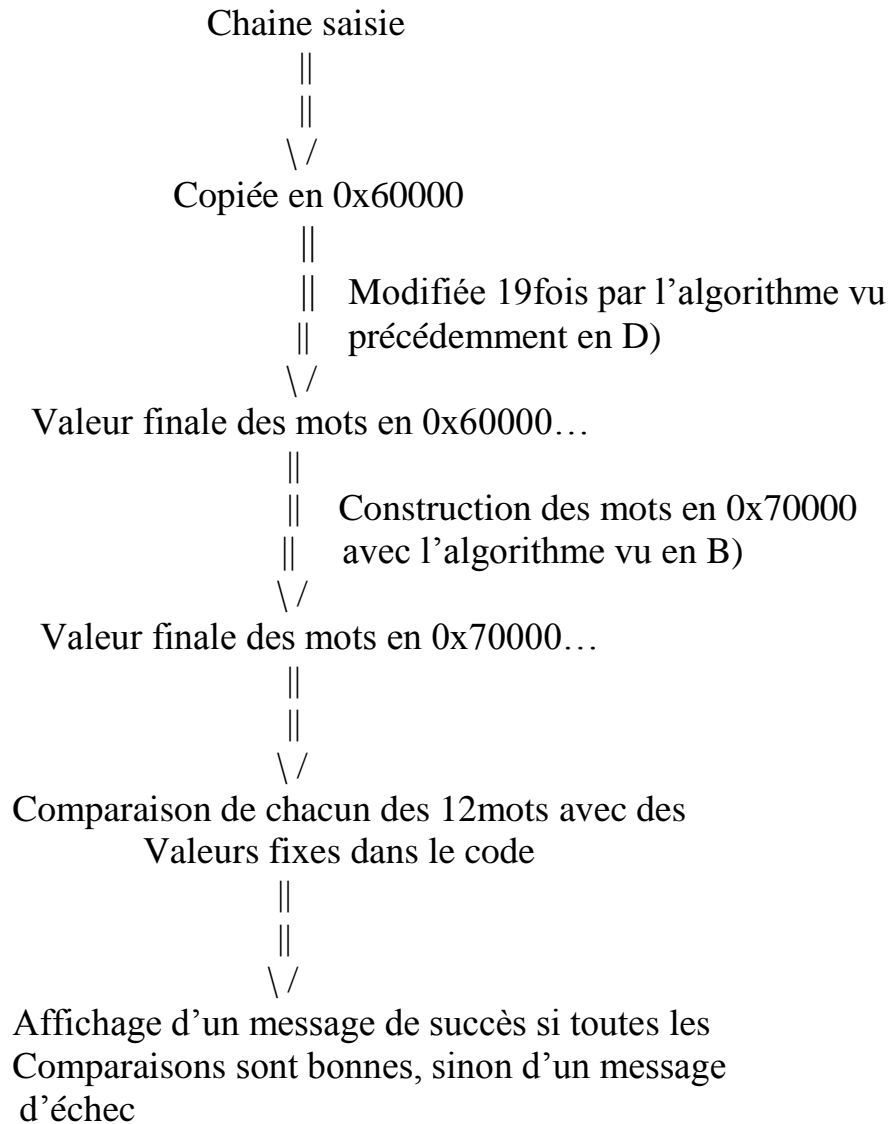 Chaine saisie
||
||
\ /
Copiée en 0x60000
||
|| Modifiée 19fois par l'algorithme vu
|| précédemment en D)
\ /
Valeur finale des mots en 0x60000…
||
|| Construction des mots en 0x70000
|| avec l'algorithme vu en B)
\ /
Valeur finale des mots en 0x70000…
||
||
\ /
Comparaison de chacun des 12mots avec des
Valeurs fixes dans le code
||
||
\ /
Affichage d'un message de succès si toutes les
Comparaisons sont bonnes, sinon d'un message
d'échec